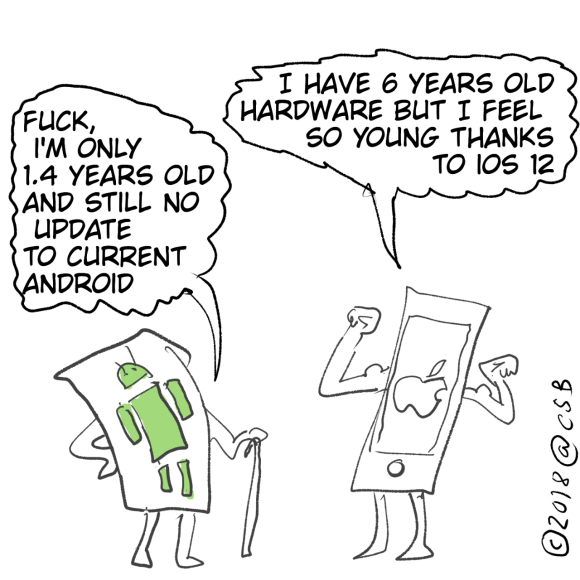 FUCK,
I'M ONLY
1.4 YEARS OLD
AND STILL NO
UPDATE
TO CURRENT
ANDROID
I HAVE 6 YEARS OLD
HARDWARE BUT I FEEL
SO YOUNG THANKS
TO IOS 12
©2018@CSB